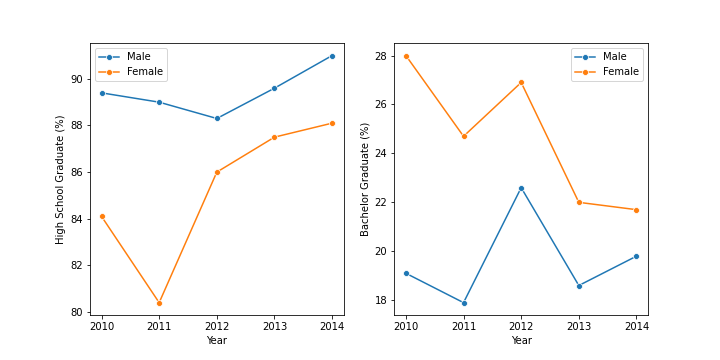 Male
Female
High School Graduate (%)
90
88
86
84
82
80
2010 2011 2012 2013 2014
Year
Male
Female
Bachelor Graduate (%)
28
26
24
22
20
18
2010 2011 2012 2013 2014
Year